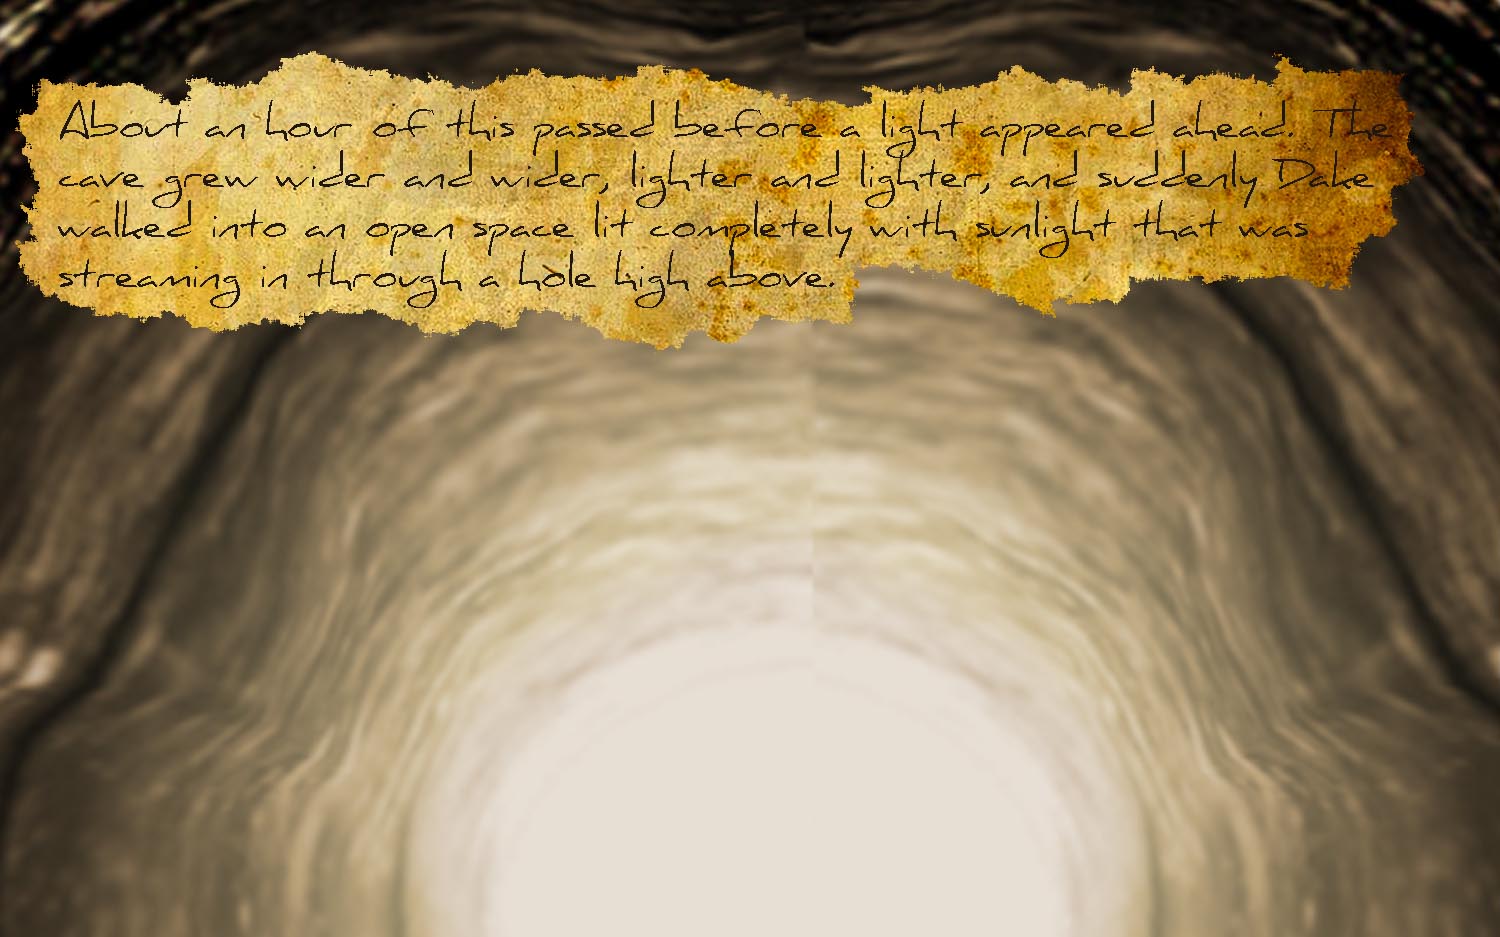 About an hour of this passed before a light appeared ahead. The
cave grew wider and wider, lighter and lighter, and suddenly Dake
walked into an open space lit completely with sunlight that was
streaming in through a hole high above.